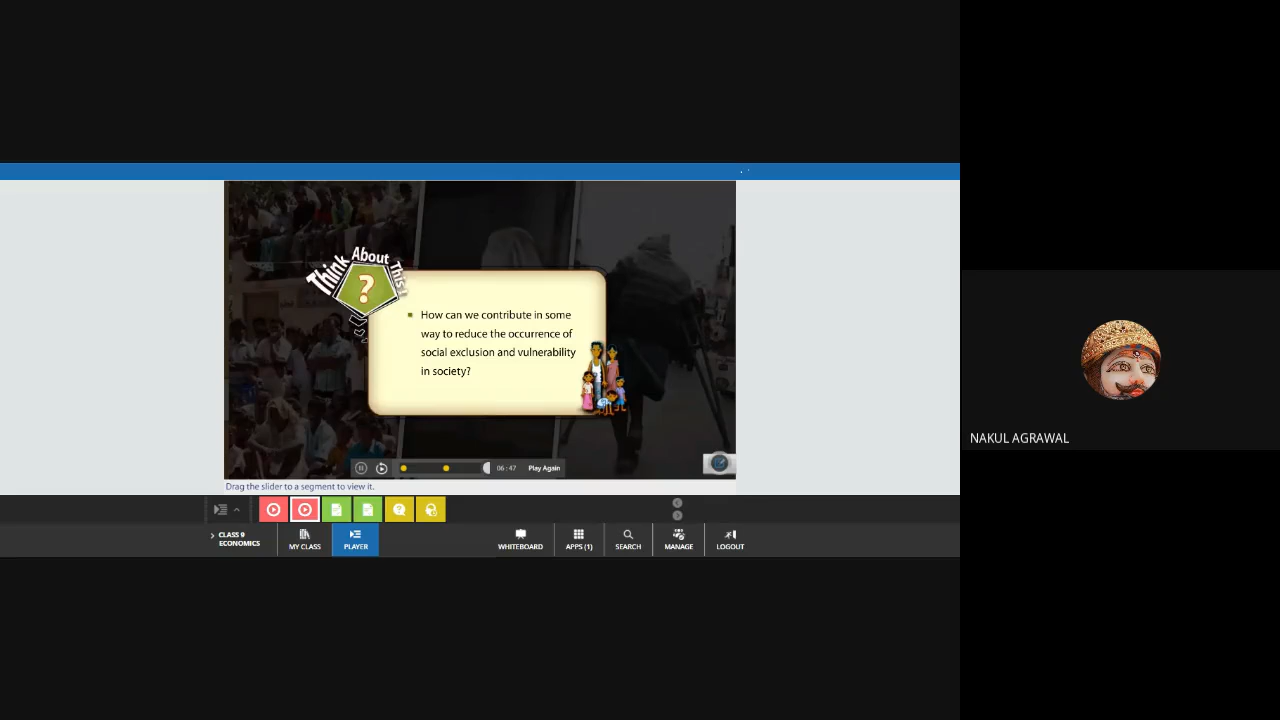 Think About This !
?
How can we contribute in some
way to reduce the occurrence of
social exclusion and vulnerability
in society?
06 : 47 Play Again
Drag the slider to a segment to view it.
CLASS 9
ECONOMICS
MY CLASS
PLAYER
WHITEBOARD
APPS (1)
SEARCH
MANAGE
LOGOUT
NAKUL AGRAWAL